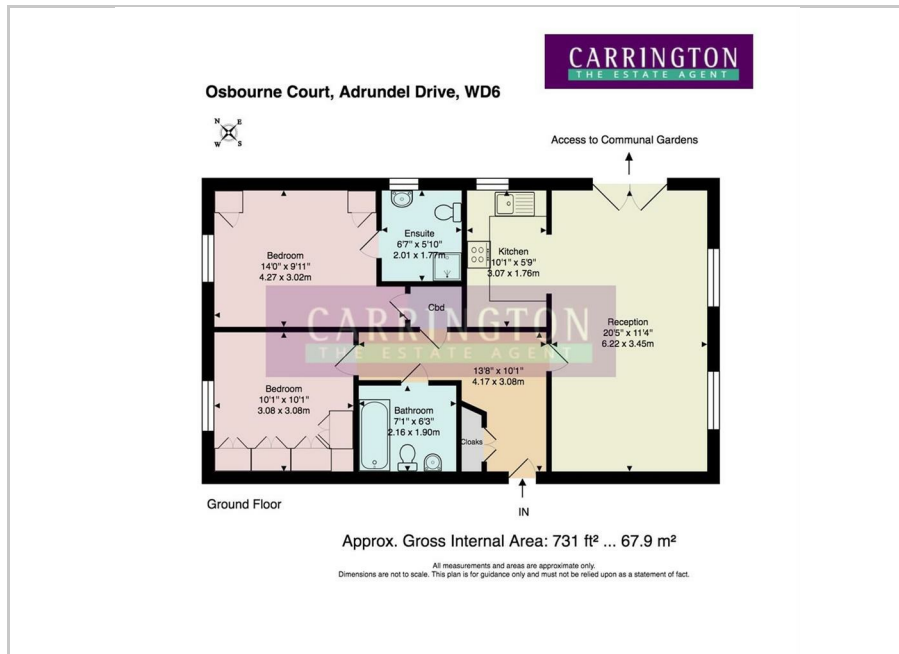 CARRINGTON
THE ESTATE AGENT
Osbourne Court, Adrundel Drive, WD6
N
E
W
S
Access to Communal Gardens
Ensuite
6'7" x 5'10"
2.01 x 1.77m
Kitchen
10'1" x 5'9"
3.07 x 1.76m
Bedroom
14'0" x 9'11"
4.27 x 3.02m
Cbd
CARRINGTON
THE ESTATE AGENT
Reception
20'5" x 11'4"
6.22 x 3.45m
13'8" x 10'1"
4.17 x 3.08m
Bedroom
10'1" x 10'1"
3.08 x 3.08m
Bathroom
7'1" x 6'3"
2.16 x 1.90m
Cloaks
Ground Floor
IN
Approx. Gross Internal Area: 731 ft² ... 67.9 m²
All measurements and areas are approximate only.
Dimensions are not to scale. This plan is for guidance only and must not be relied upon as a statement of fact.